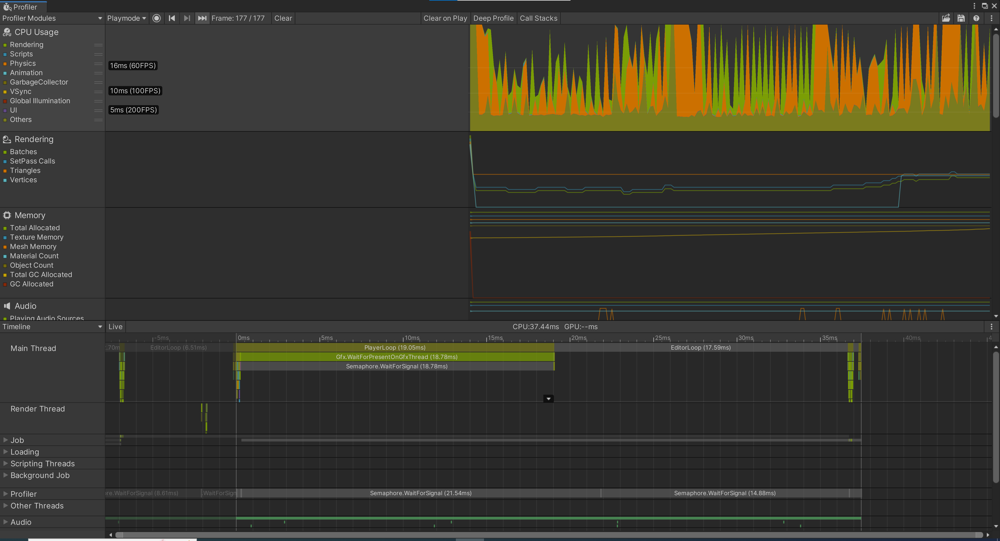 Profiler
Profiler Modules
Playmode
Frame: 177 / 177
Clear
Clear on Play
Deep Profile
Call Stacks
CPU
CPU Usage
Rendering
Scripts
Physics
Animation
GarbageCollector
VSync
Global Illumination
UI
Others
16ms (60FPS)
10ms (100FPS)
5ms (200FPS)
Rendering
Batches
SetPass Calls
Triangles
Vertices
Memory
Total Allocated
Texture Memory
Mesh Memory
Material Count
Object Count
Total GC Allocated
GC Allocated
Audio
Playing Audio Sources
Timeline
Live
CPU:37.44ms GPU:--ms
-5ms 0ms 5ms 10ms 15ms 20ms 25ms 30ms 35ms 40ms 4
Main Thread
.70m EditorLoop (6.51ms) PlayerLoop (19.05ms) EditorLoop (17.59ms)
Gfx.WaitForPresentOnGfxThread (18.78ms)
Semaphore.WaitForSignal (18.78ms)
Render Thread
Job
Loading
Scripting Threads
Background Job
Profiler
re.WaitForSignal (8.61ms) .WaitForSign Semaphore.WaitForSignal (21.54ms) Semaphore.WaitForSignal (14.88ms)
Other Threads
Audio